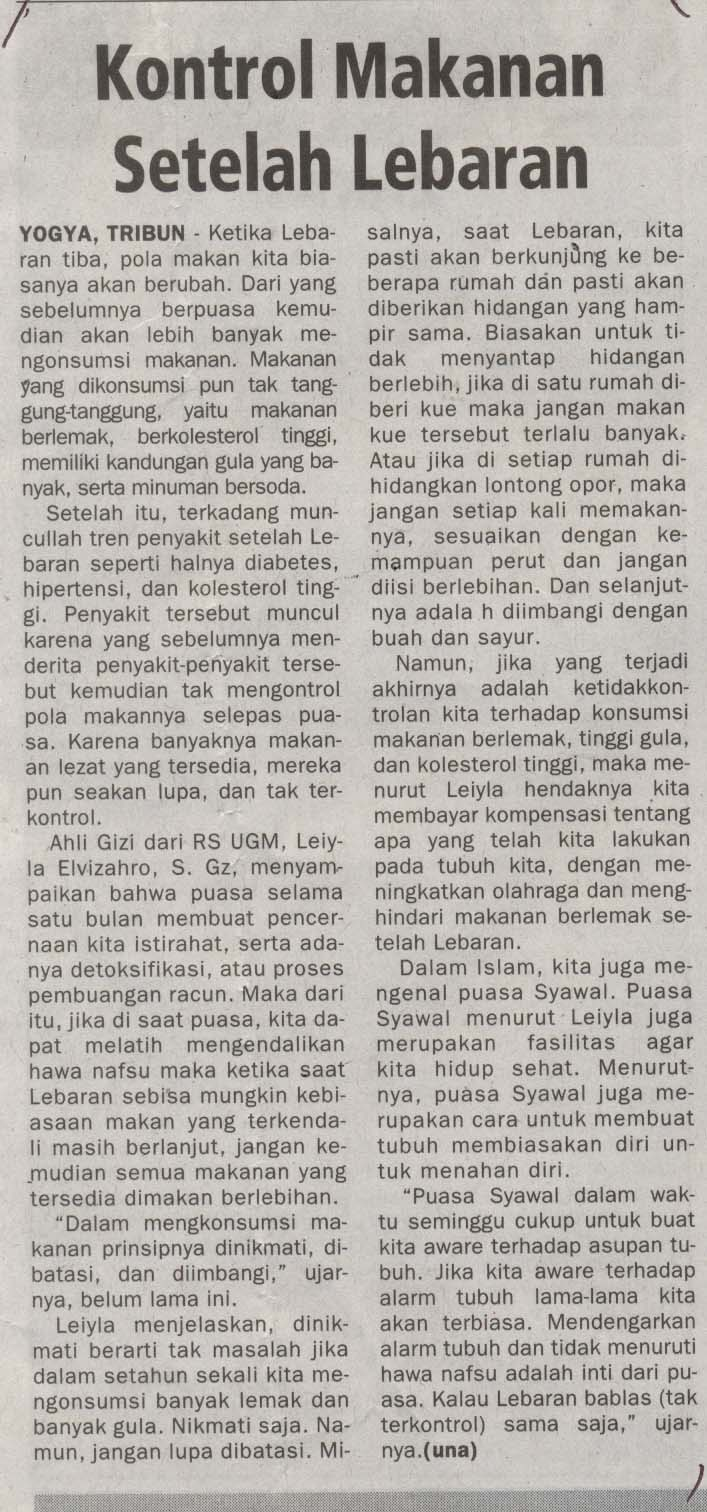 Kontrol Makanan
Setelah Lebaran
YOGYA, TRIBUN - Ketika Leba-
ran tiba, pola makan kita bia-
sanya akan berubah. Dari yang
sebelumnya berpuasa kemu-
dian akan lebih banyak me-
ngonsumsi makanan. Makanan
yang dikonsumsi pun tak tang-
gung-tanggung, yaitu makanan
berlemak, berkolesterol tinggi,
memiliki kandungan gula yang ba-
nyak, serta minuman bersoda.
Setelah itu, terkadang mun-
cullah tren penyakit setelah Le-
baran seperti halnya diabetes,
hipertensi, dan kolesterol ting-
gi. Penyakit tersebut muncul
karena yang sebelumnya men-
derita penyakit-penyakit terse-
but kemudian tak mengontrol
pola makannya selepas pua-
sa. Karena banyaknya makan-
an lezat yang tersedia, mereka
pun seakan lupa, dan tak ter-
kontrol.
Ahli Gizi dari RS UGM, Leiy-
la Elvizahro, S. Gz, menyam-
paikan bahwa puasa selama
satu bulan membuat pencer-
naan kita istirahat, serta ada-
nya detoksifikasi, atau proses
pembuangan racun. Maka dari
itu, jika di saat puasa, kita da-
pat melatih mengendalikan
hawa nafsu maka ketika saat
Lebaran sebisa mungkin kebi-
asaan makan yang terkenda-
li masih berlanjut, jangan ke-
mudian semua makanan yang
tersedia dimakan berlebihan.
"Dalam mengkonsumsi ma-
kanan prinsipnya dinikmati, di-
batasi, dan diimbangi," ujar-
nya, belum lama ini.
Leiyla menjelaskan, dinik-
mati berarti tak masalah jika
dalam setahun sekali kita me-
ngonsumsi banyak lemak dan
banyak gula. Nikmati saja. Na-
mun, jangan lupa dibatasi. Mi-
salnya, saat Lebaran, kita
pasti akan berkunjung ke be-
berapa rumah dan pasti akan
diberikan hidangan yang ham-
pir sama. Biasakan untuk ti-
dak menyantap hidangan
berlebih, jika di satu rumah di-
beri kue maka jangan makan
kue tersebut terlalu banyak.
Atau jika di setiap rumah di-
hidangkan lontong opor, maka
jangan setiap kali memakan-
nya, sesuaikan dengan ke-
mampuan perut dan jangan
diisi berlebihan. Dan selanjut-
nya adala h diimbangi dengan
buah dan sayur.
Namun, jika yang terjadi
akhirnya adalah ketidakkon-
trolan kita terhadap konsumsi
makanan berlemak, tinggi gula,
dan kolesterol tinggi, maka me-
nurut Leiyla hendaknya kita
membayar kompensasi tentang
apa yang telah kita lakukan
pada tubuh kita, dengan me-
ningkatkan olahraga dan meng-
hindari makanan berlemak se-
telah Lebaran.
Dalam Islam, kita juga me-
ngenal puasa Syawal. Puasa
Syawal menurut Leiyla juga
merupakan fasilitas agar
kita hidup sehat. Menurut-
nya, puasa Syawal juga me-
rupakan cara untuk membuat
tubuh membiasakan diri un-
tuk menahan diri.
"Puasa Syawal dalam wak-
tu seminggu cukup untuk buat
kita aware terhadap asupan tu-
buh. Jika kita aware terhadap
alarm tubuh lama-lama kita
akan terbiasa. Mendengarkan
alarm tubuh dan tidak menuruti
hawa nafsu adalah inti dari pu-
asa. Kalau Lebaran bablas (tak
terkontrol) sama saja," ujar-
nya.(una)